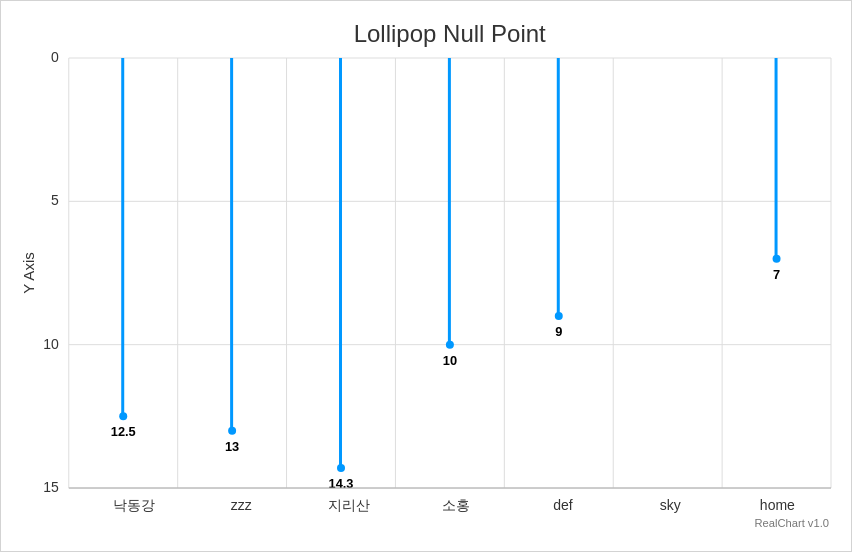 Lollipop Null Point
0
5
10
15
Y Axis
12.5
13
14.3
10
9
7
낙동강 zzz 지리산 소홍 def sky home
RealChart v1.0